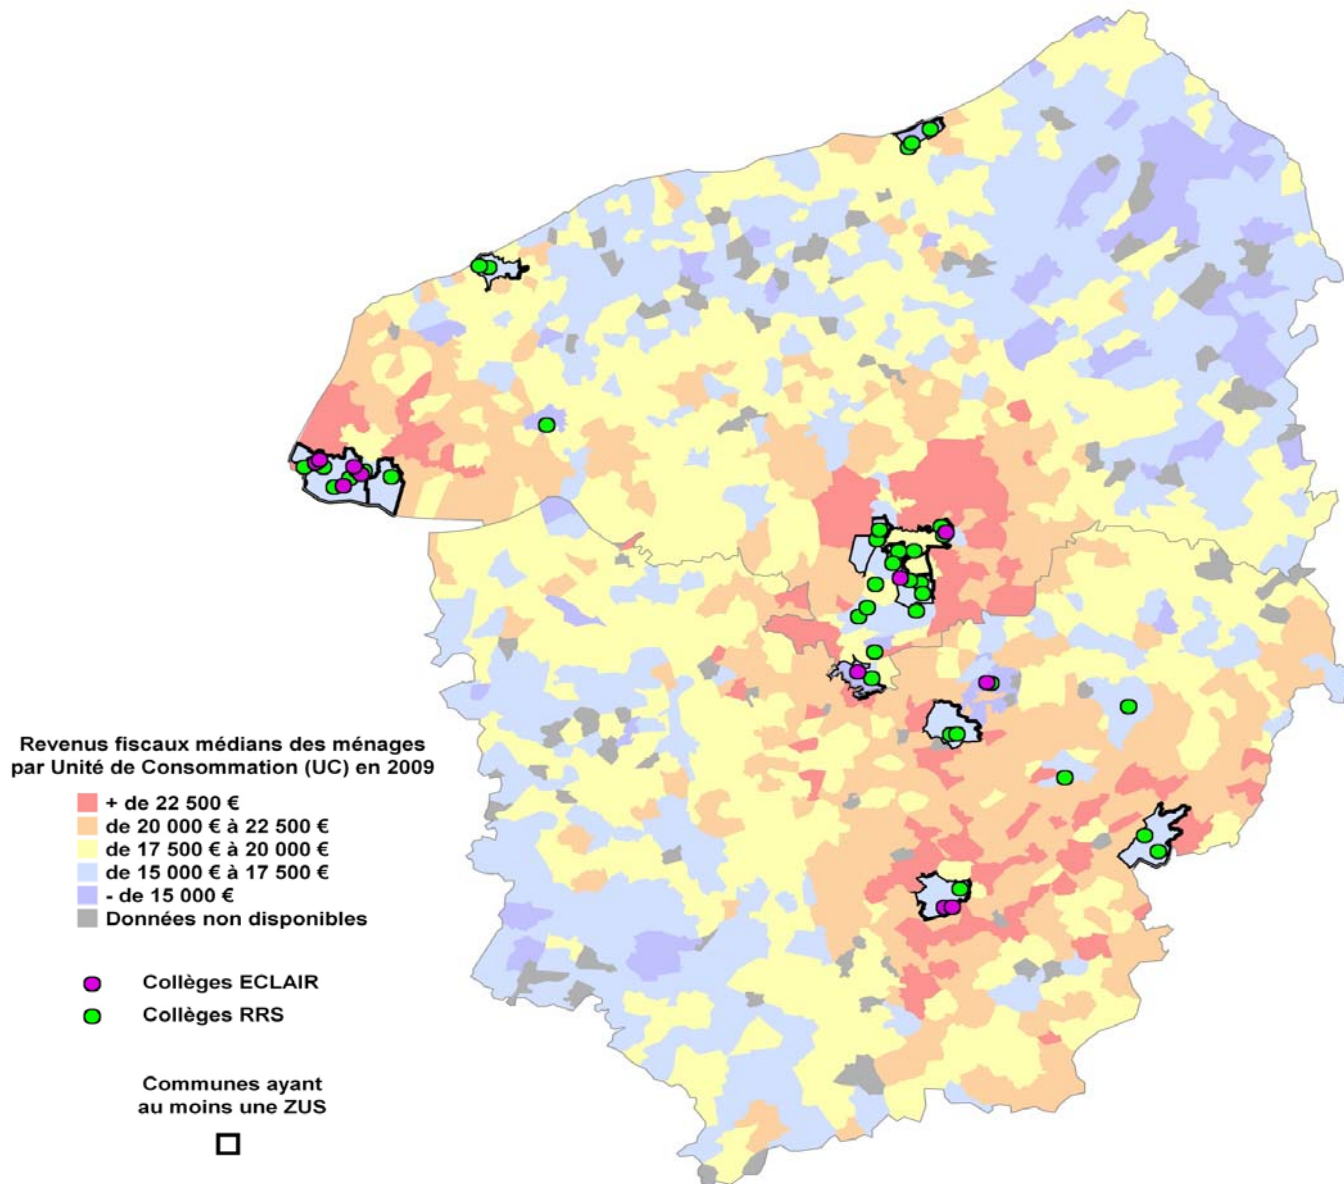 Revenus fiscaux médians des ménages
par Unité de Consommation (UC) en 2009
+ de 22 500 €
de 20 000 € à 22 500 €
de 17 500 € à 20 000 €
de 15 000 € à 17 500 €
- de 15 000 €
Données non disponibles
Collèges ECLAIR
Collèges RRS
Communes ayant
au moins une ZUS